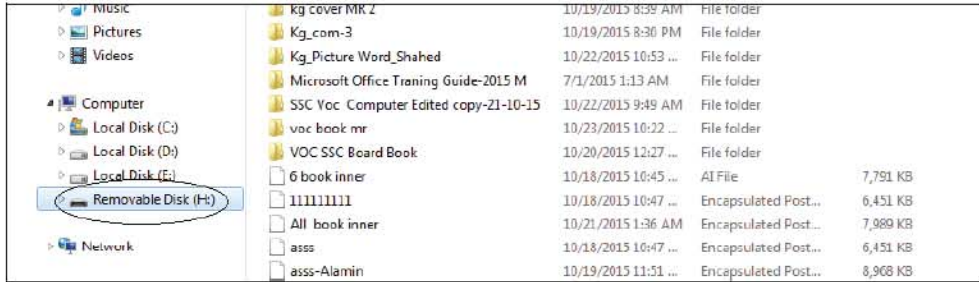 Music
Pictures
Videos
Computer
Local Disk (C:)
Local Disk (D:)
Local Disk (E:)
Removable Disk (H:)
Network
kg cover MR 2 10/19/2015 8:39 AM File folder
Kg_com-3 10/19/2015 8:36 PM File folder
Kg_Picture Word_Shahed 10/22/2015 10:53 ... File folder
Microsoft Office Traning Guide-2015 M 7/1/2015 1:13 AM File folder
SSC Voc Computer Edited copy-21-10-15 10/22/2015 9:49 AM File folder
voc book mr 10/23/2015 10:22 ... File folder
VOC SSC Board Book 10/20/2015 12:27 ... File folder
6 book inner 10/18/2015 10:45 ... AI File 7,791 KB
111111111 10/18/2015 10:47 ... Encapsulated Post... 6,451 KB
All book inner 10/21/2015 1:36 AM Encapsulated Post... 7,989 KB
asss 10/18/2015 10:47 ... Encapsulated Post... 6,451 KB
asss-Alamin 10/19/2015 11:51 ... Encapsulated Post... 8,968 KB